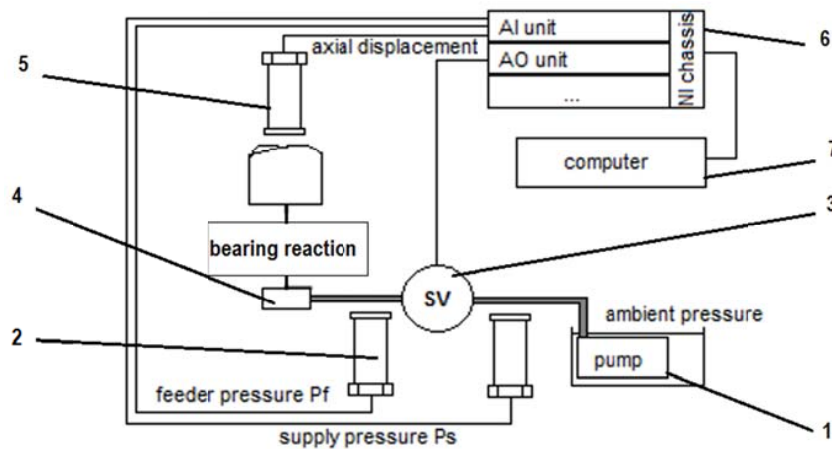 AI unit
6
axial displacement
NI chassis
5
AO unit
...
computer
7
4
3
bearing reaction
SV
ambient pressure
2
pump
feeder pressure Pf
supply pressure Ps
1